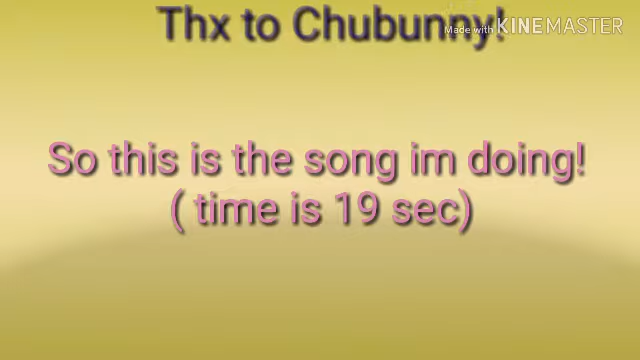 Thx to Chubunny!
Made with KINEMASTER
So this is the song im doing!
( time is 19 sec)